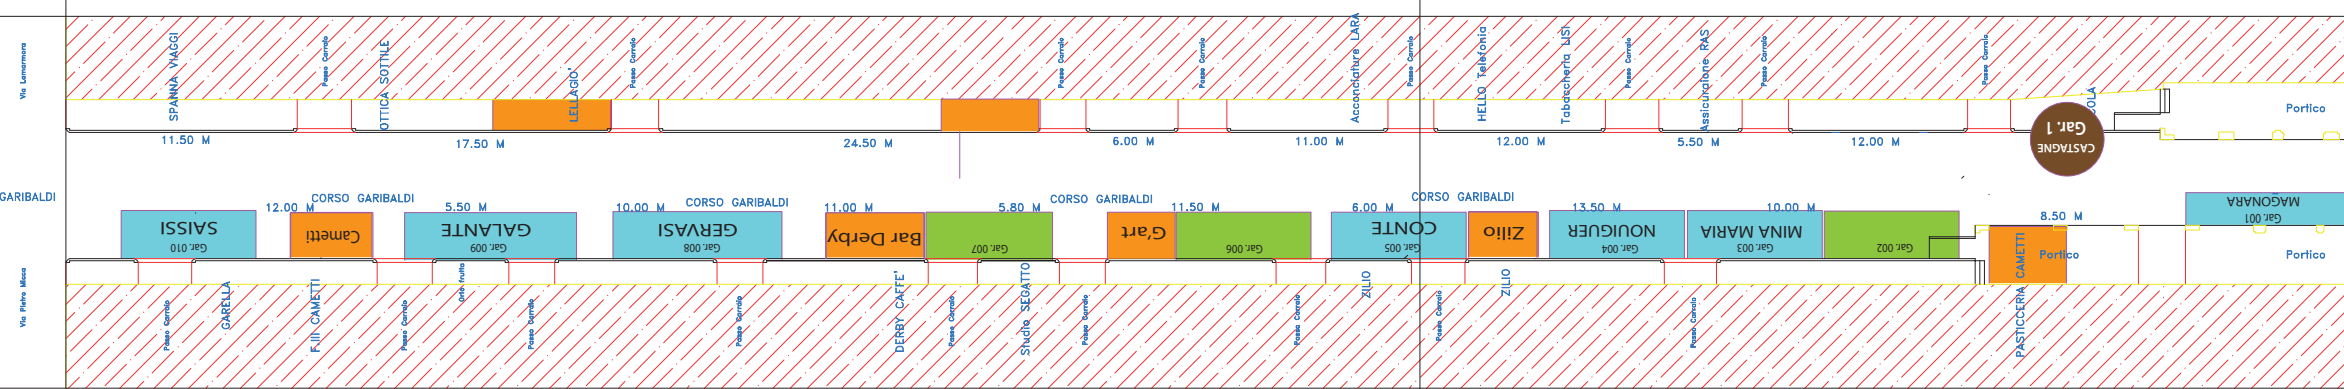 Via Lamarmora
SPANNA VIAGGI
Passo Carraio
OTTICA SOTTILE
LELLAGIO'
Passo Carraio
Passo Carraio
Passo Carraio
Acconciature LARA
Passo Carraio
HELLO Telefonia
Tabaccheria LISI
Passo Carraio
Assicurazione RAS
Passo Carraio
Passo Carraio
Portico
11.50 M
17.50 M
24.50 M
6.00 M
11.00 M
12.00 M
5.50 M
12.00 M
Gar. 1
CASTAGNE
GARIBALDI
12.00 M
CORSO GARIBALDI
5.50 M
10.00 M
CORSO GARIBALDI
11.00 M
5.80 M
CORSO GARIBALDI
11.50 M
6.00 M
CORSO GARIBALDI
13.50 M
10.00 M
8.50 M
Gar. 010
SAISSI
Cametti
Gar. 009
GALANTE
Gar. 008
GERVASI
Bar Derby
Gar. 007
G'art
Gar. 006
Gar. 005
CONTE
Zilio
Gar. 004
NOUIGUER
Gar. 003
MINA MARIA
Gar. 002
Gar. 001
MAGONARA
Portico
Portico
Via Pietro Micca
Passo Carraio
GARELLA
F.lli CAMETTI
Passo Carraio
Orto frutta
Passo Carraio
Passo Carraio
DERBY CAFFE'
Passo Carraio
Studio SEGATTO
Passo Carraio
Passo Carraio
ZILIO
Passo Carraio
ZILIO
Passo Carraio
PASTICCERIA CAMETTI